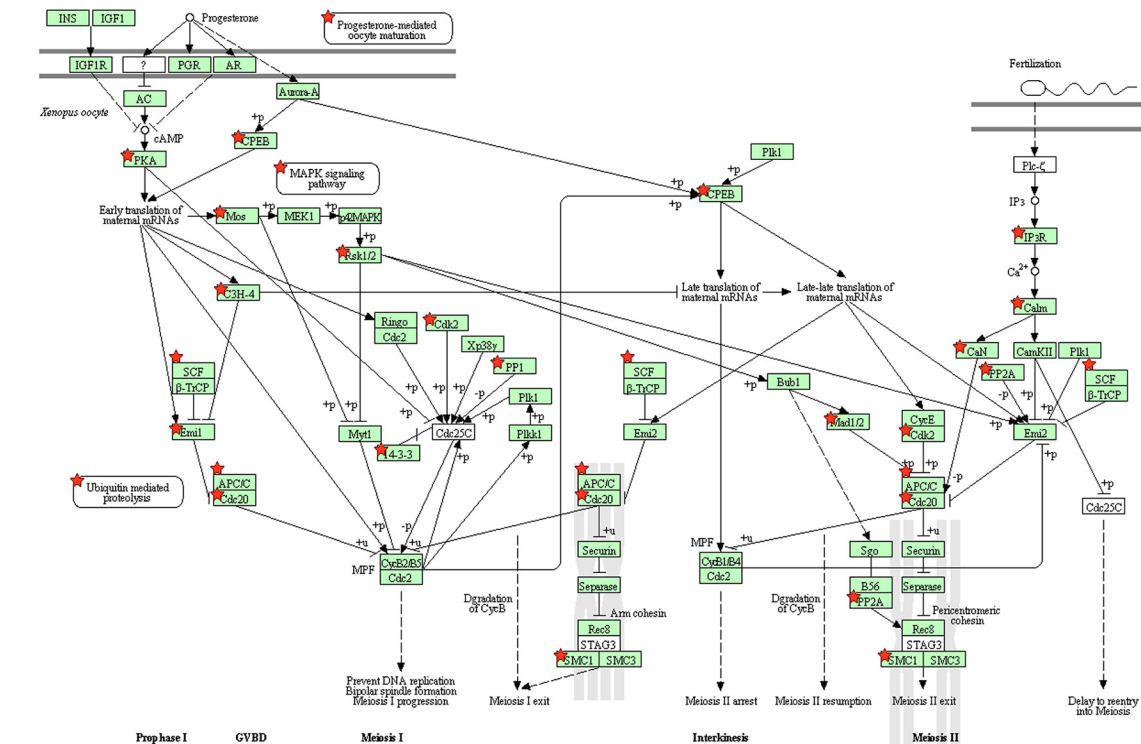 INS
IGF1
Progesterone
Progesterone-mediated
oocyte maturation
IGF1R
?
PGR
AR
Fertilization
AC
Aurora-A
Xenopus oocyte
cAMP
+p
CPEB
PKA
MAPK signaling
pathway
Plk1
+p
+p
+p
CPEB
Plc-ζ
IP3
IP3R
Ca2+
Calm
Early translation of
maternal mRNAs
Mos
+p
MEK1
+p
p42MAPK
+p
Rsk1/2
C3H-4
Late translation of
maternal mRNAs
Late-late translation of
maternal mRNAs
Ringo
Cdc2
Cdk2
Xp38γ
PP1
SCF
β-TrCP
SCF
β-TrCP
CaN
CamKII
Plk1
PP2A
SCF
β-TrCP
+p
+p
+p
+p
+p
+p
-p
Plk1
+p
Bub1
+p
-p
+p
+p
Emi1
Myt1
14-3-3
Cdc25C
Plkk1
Emi2
Mad1/2
CycE
Cdk2
Emi2
+p
+p
+p
+p
+p
-p
Ubiquitin mediated
proteolysis
APC/C
Cdc20
APC/C
Cdc20
APC/C
Cdc20
Cdc25C
+p
-p
+u
+u
+u
+u
+u
MPF
CycB2/B5
Cdc2
Securin
MPF
CycB1/B4
Cdc2
Sgo
Securin
Separase
B56
PP2A
Separase
Dgradation
of CycB
Arm cohesin
Dgradation
of CycB
Pericentromeric
cohesin
Rec8
STAG3
SMC1
SMC3
Rec8
STAG3
SMC1
SMC3
Prevent DNA replication
Bipolar spindle formation
Meiosis I progression
Meiosis I exit
Meiosis II arrest
Meiosis II resumption
Meiosis II exit
Delay to reentry
into Meiosis
Prophase I
GVBD
Meiosis I
Interkinesis
Meiosis II